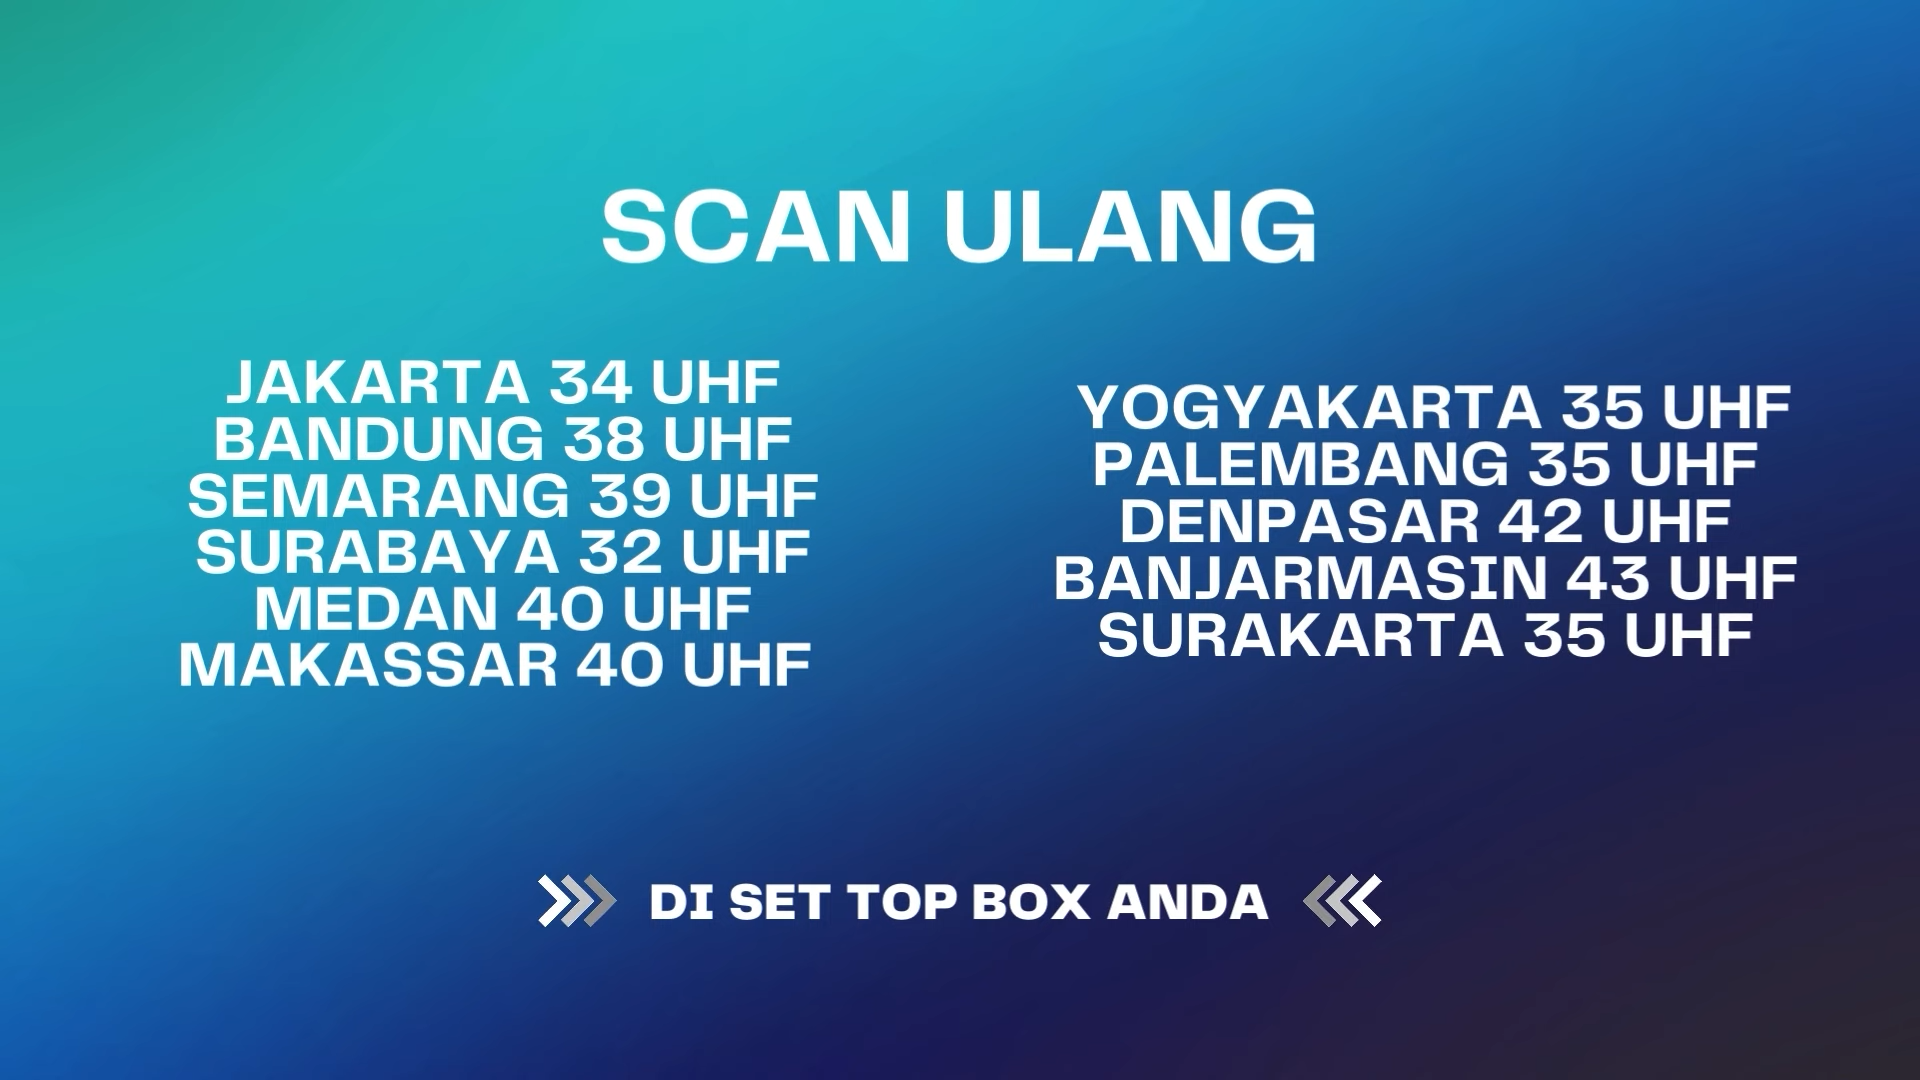 SCAN ULANG
JAKARTA 34 UHF
BANDUNG 38 UHF
SEMARANG 39 UHF
SURABAYA 32 UHF
MEDAN 40 UHF
MAKASSAR 40 UHF
YOGYAKARTA 35 UHF
PALEMBANG 35 UHF
DENPASAR 42 UHF
BANJARMASIN 43 UHF
SURAKARTA 35 UHF
DI SET TOP BOX ANDA